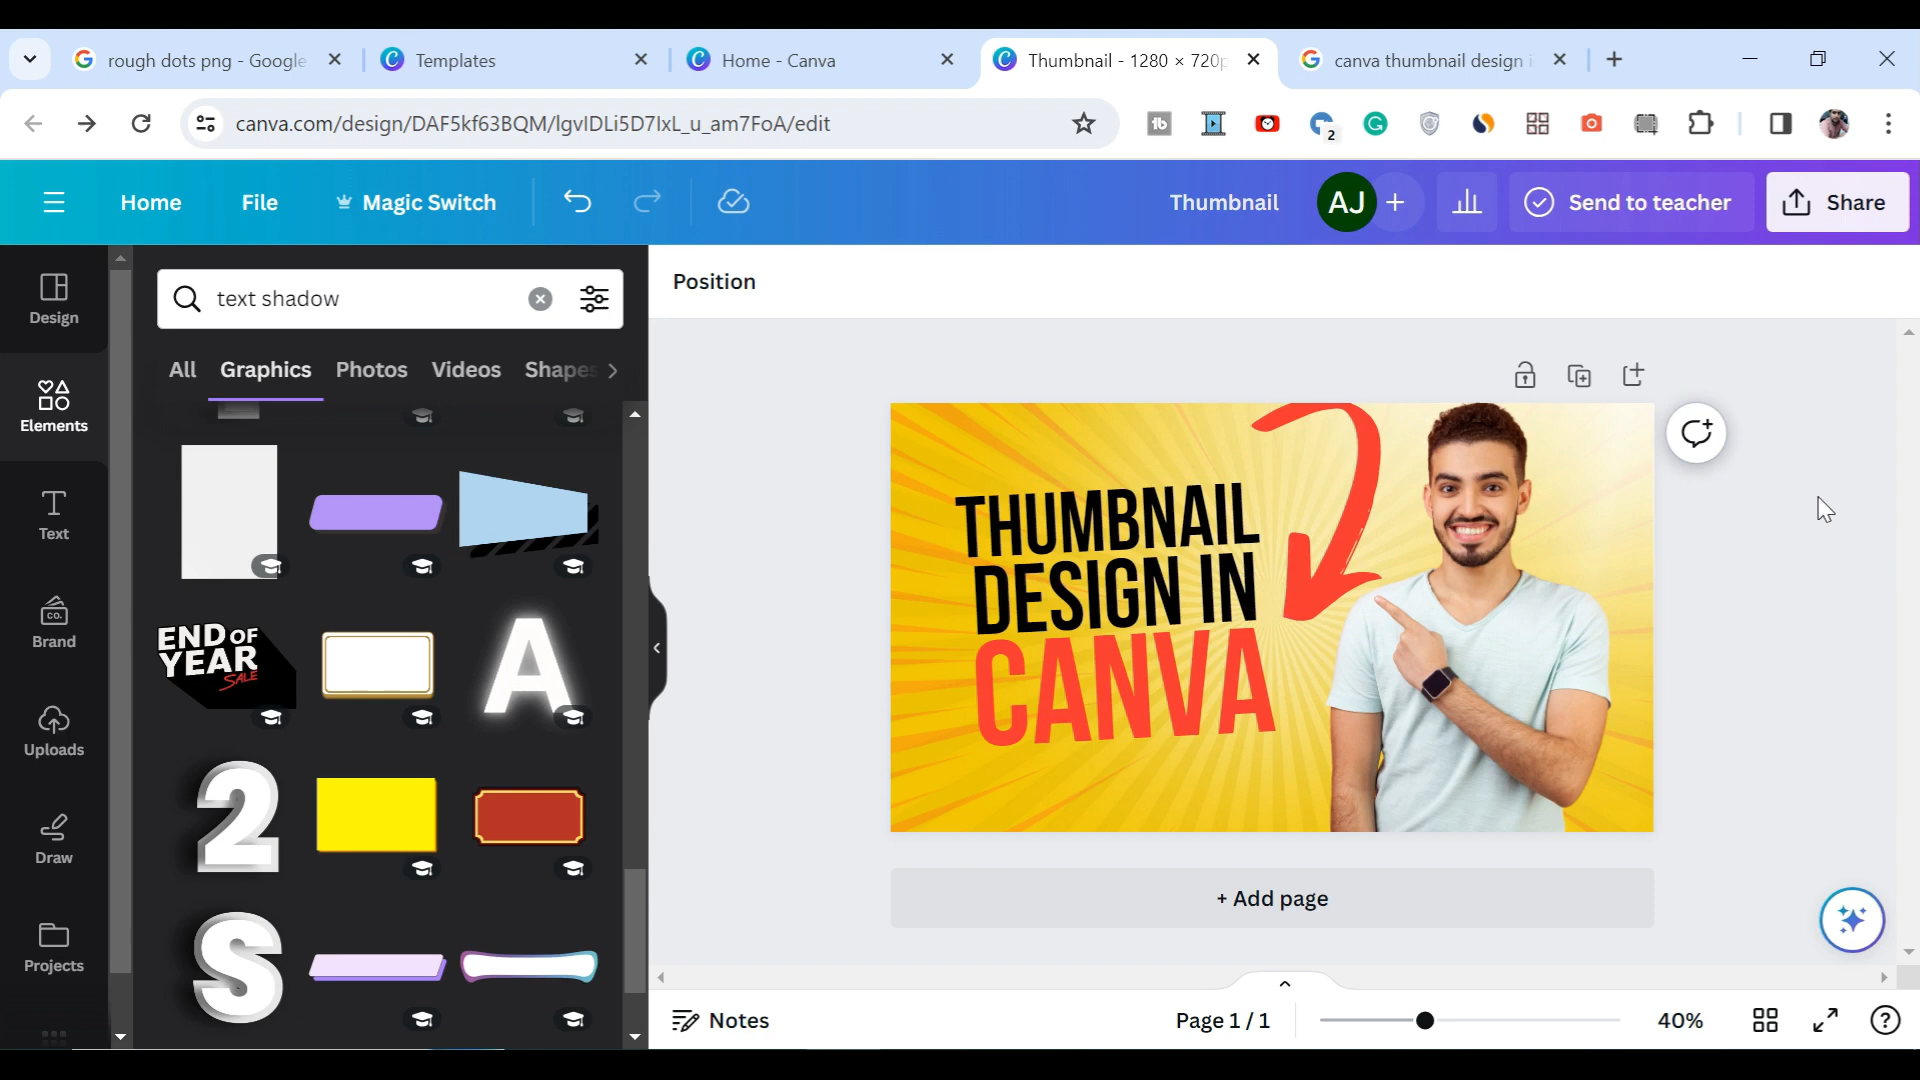 rough dots png - Google
Templates
Home - Canva
Thumbnail - 1280 × 720p
canva thumbnail design i
canva.com/design/DAF5kf63BQM/lgvIDLi5D7IxL_u_am7FoA/edit
tb
2
G
Home
File
Magic Switch
Thumbnail
AJ
+
Send to teacher
Share
Design
Elements
Text
co.
Brand
Uploads
Draw
Projects
text shadow
All
Graphics
Photos
Videos
Shapes
END OF
YEAR
SALE
A
2
S
Position
THUMBNAIL
DESIGN IN
CANVA
+ Add page
Notes
Page 1 / 1
40%
?